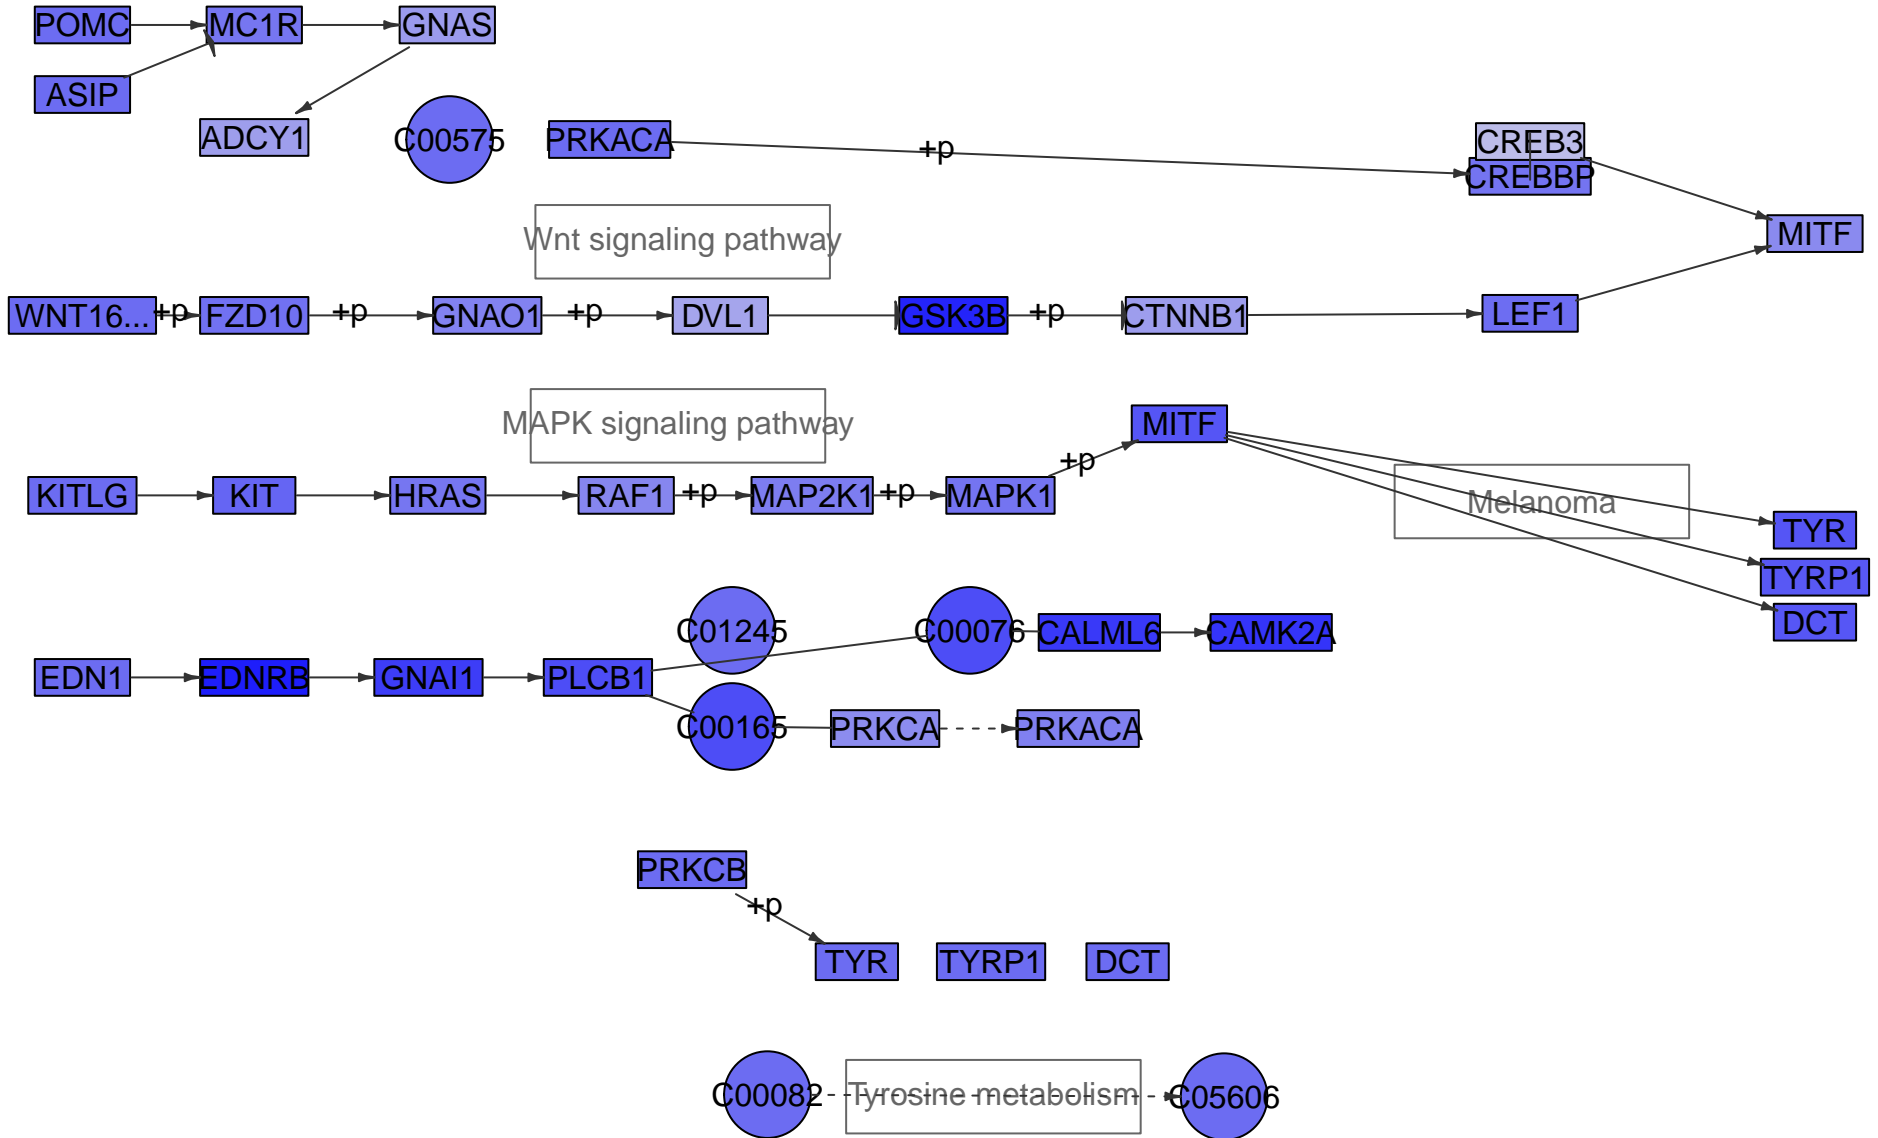 POMC
MC1R
GNAS
ASIP
ADCY1
C00575
PRKACA
+p
CREB3
CREBBP
MITF
Wnt signaling pathway
WNT16...
+p
FZD10
+p
GNAO1
+p
DVL1
GSK3B
+p
CTNNB1
LEF1
MAPK signaling pathway
MITF
+p
KITLG
KIT
HRAS
RAF1
+p
MAP2K1
+p
MAPK1
Melanoma
TYR
TYRP1
DCT
C01245
C00076
CALML6
CAMK2A
EDN1
EDNRB
GNAI1
PLCB1
C00165
PRKCA
PRKACA
PRKCB
+p
TYR
TYRP1
DCT
C00082
Tyrosine metabolism
C05606